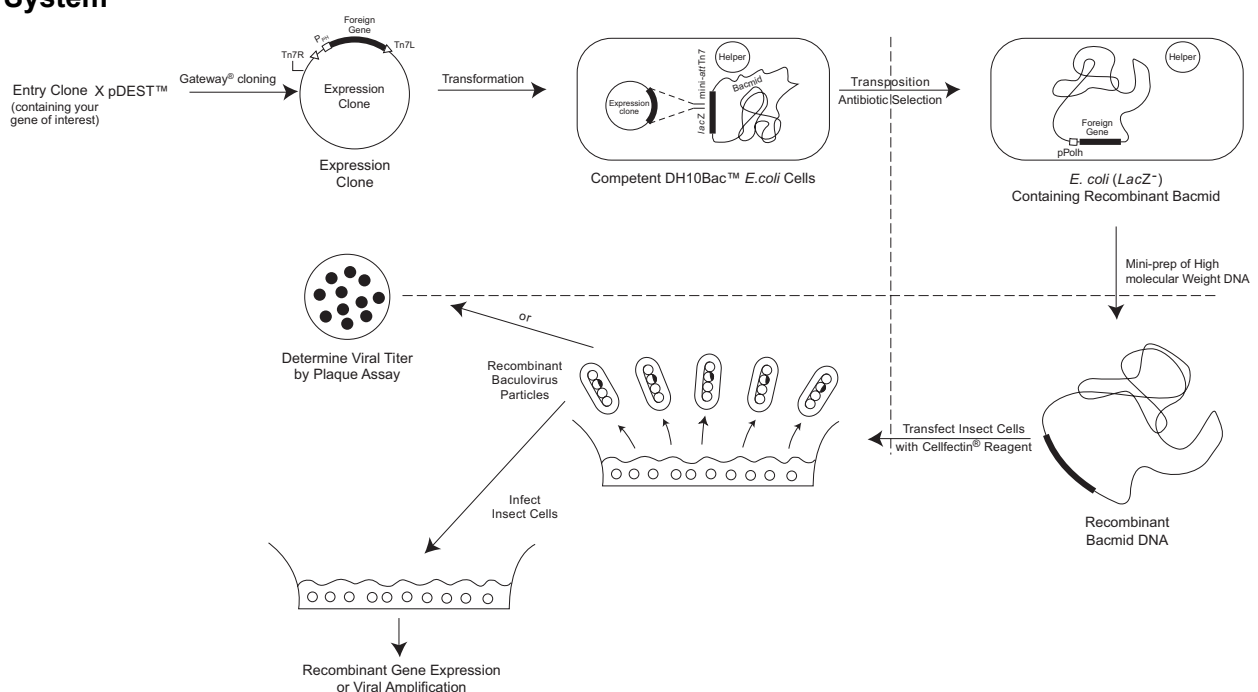 System
Foreign
Gene
PPH
Tn7R
Tn7L
Expression
Clone
Expression
Clone
Entry Clone X pDEST™
(containing your
gene of interest)
Gateway® cloning
Transformation
Expression
clone
lacZ mini-attTn7
Helper
Bacmid
Competent DH10Bac™ E.coli Cells
Transposition
Antibiotic Selection
Helper
Foreign
Gene
pPolh
E. coli (LacZ-)
Containing Recombinant Bacmid
Mini-prep of High
molecular Weight DNA
Determine Viral Titer
by Plaque Assay
or
Recombinant
Baculovirus
Particles
Transfect Insect Cells
with Cellfectin® Reagent
Recombinant
Bacmid DNA
Infect
Insect Cells
Recombinant Gene Expression
or Viral Amplification